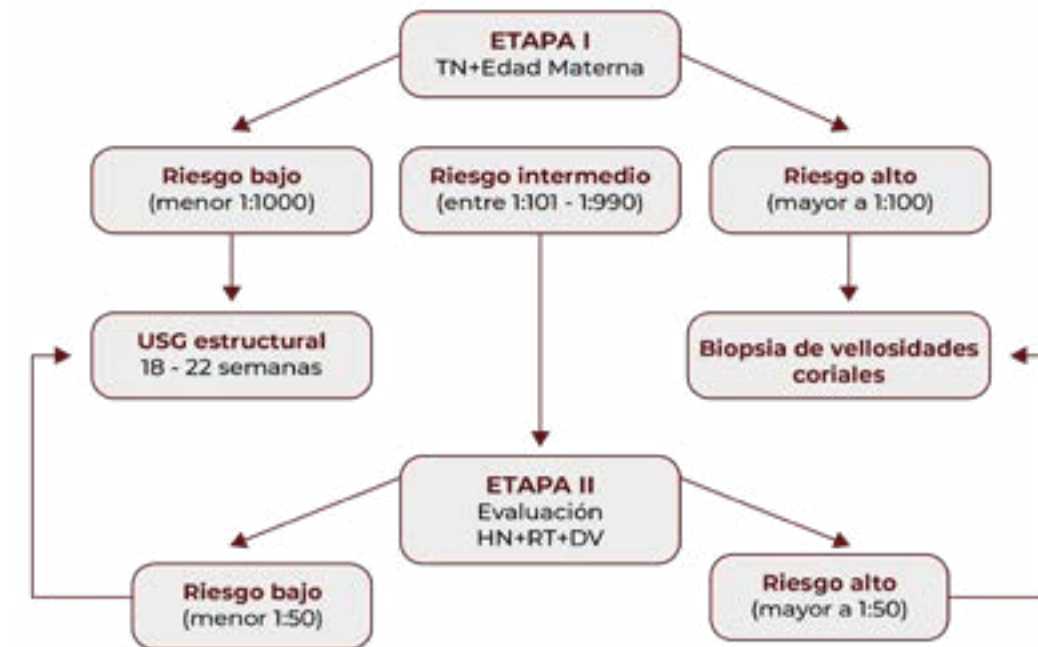 ETAPA I
TN+Edad Materna
Riesgo bajo
(menor 1:1000)
Riesgo intermedio
(entre 1:101 - 1:990)
Riesgo alto
(mayor a 1:100)
USG estructural
18 - 22 semanas
Biopsia de vellosidades
coriales
ETAPA II
Evaluación
HN+RT+DV
Riesgo bajo
(menor 1:50)
Riesgo alto
(mayor a 1:50)